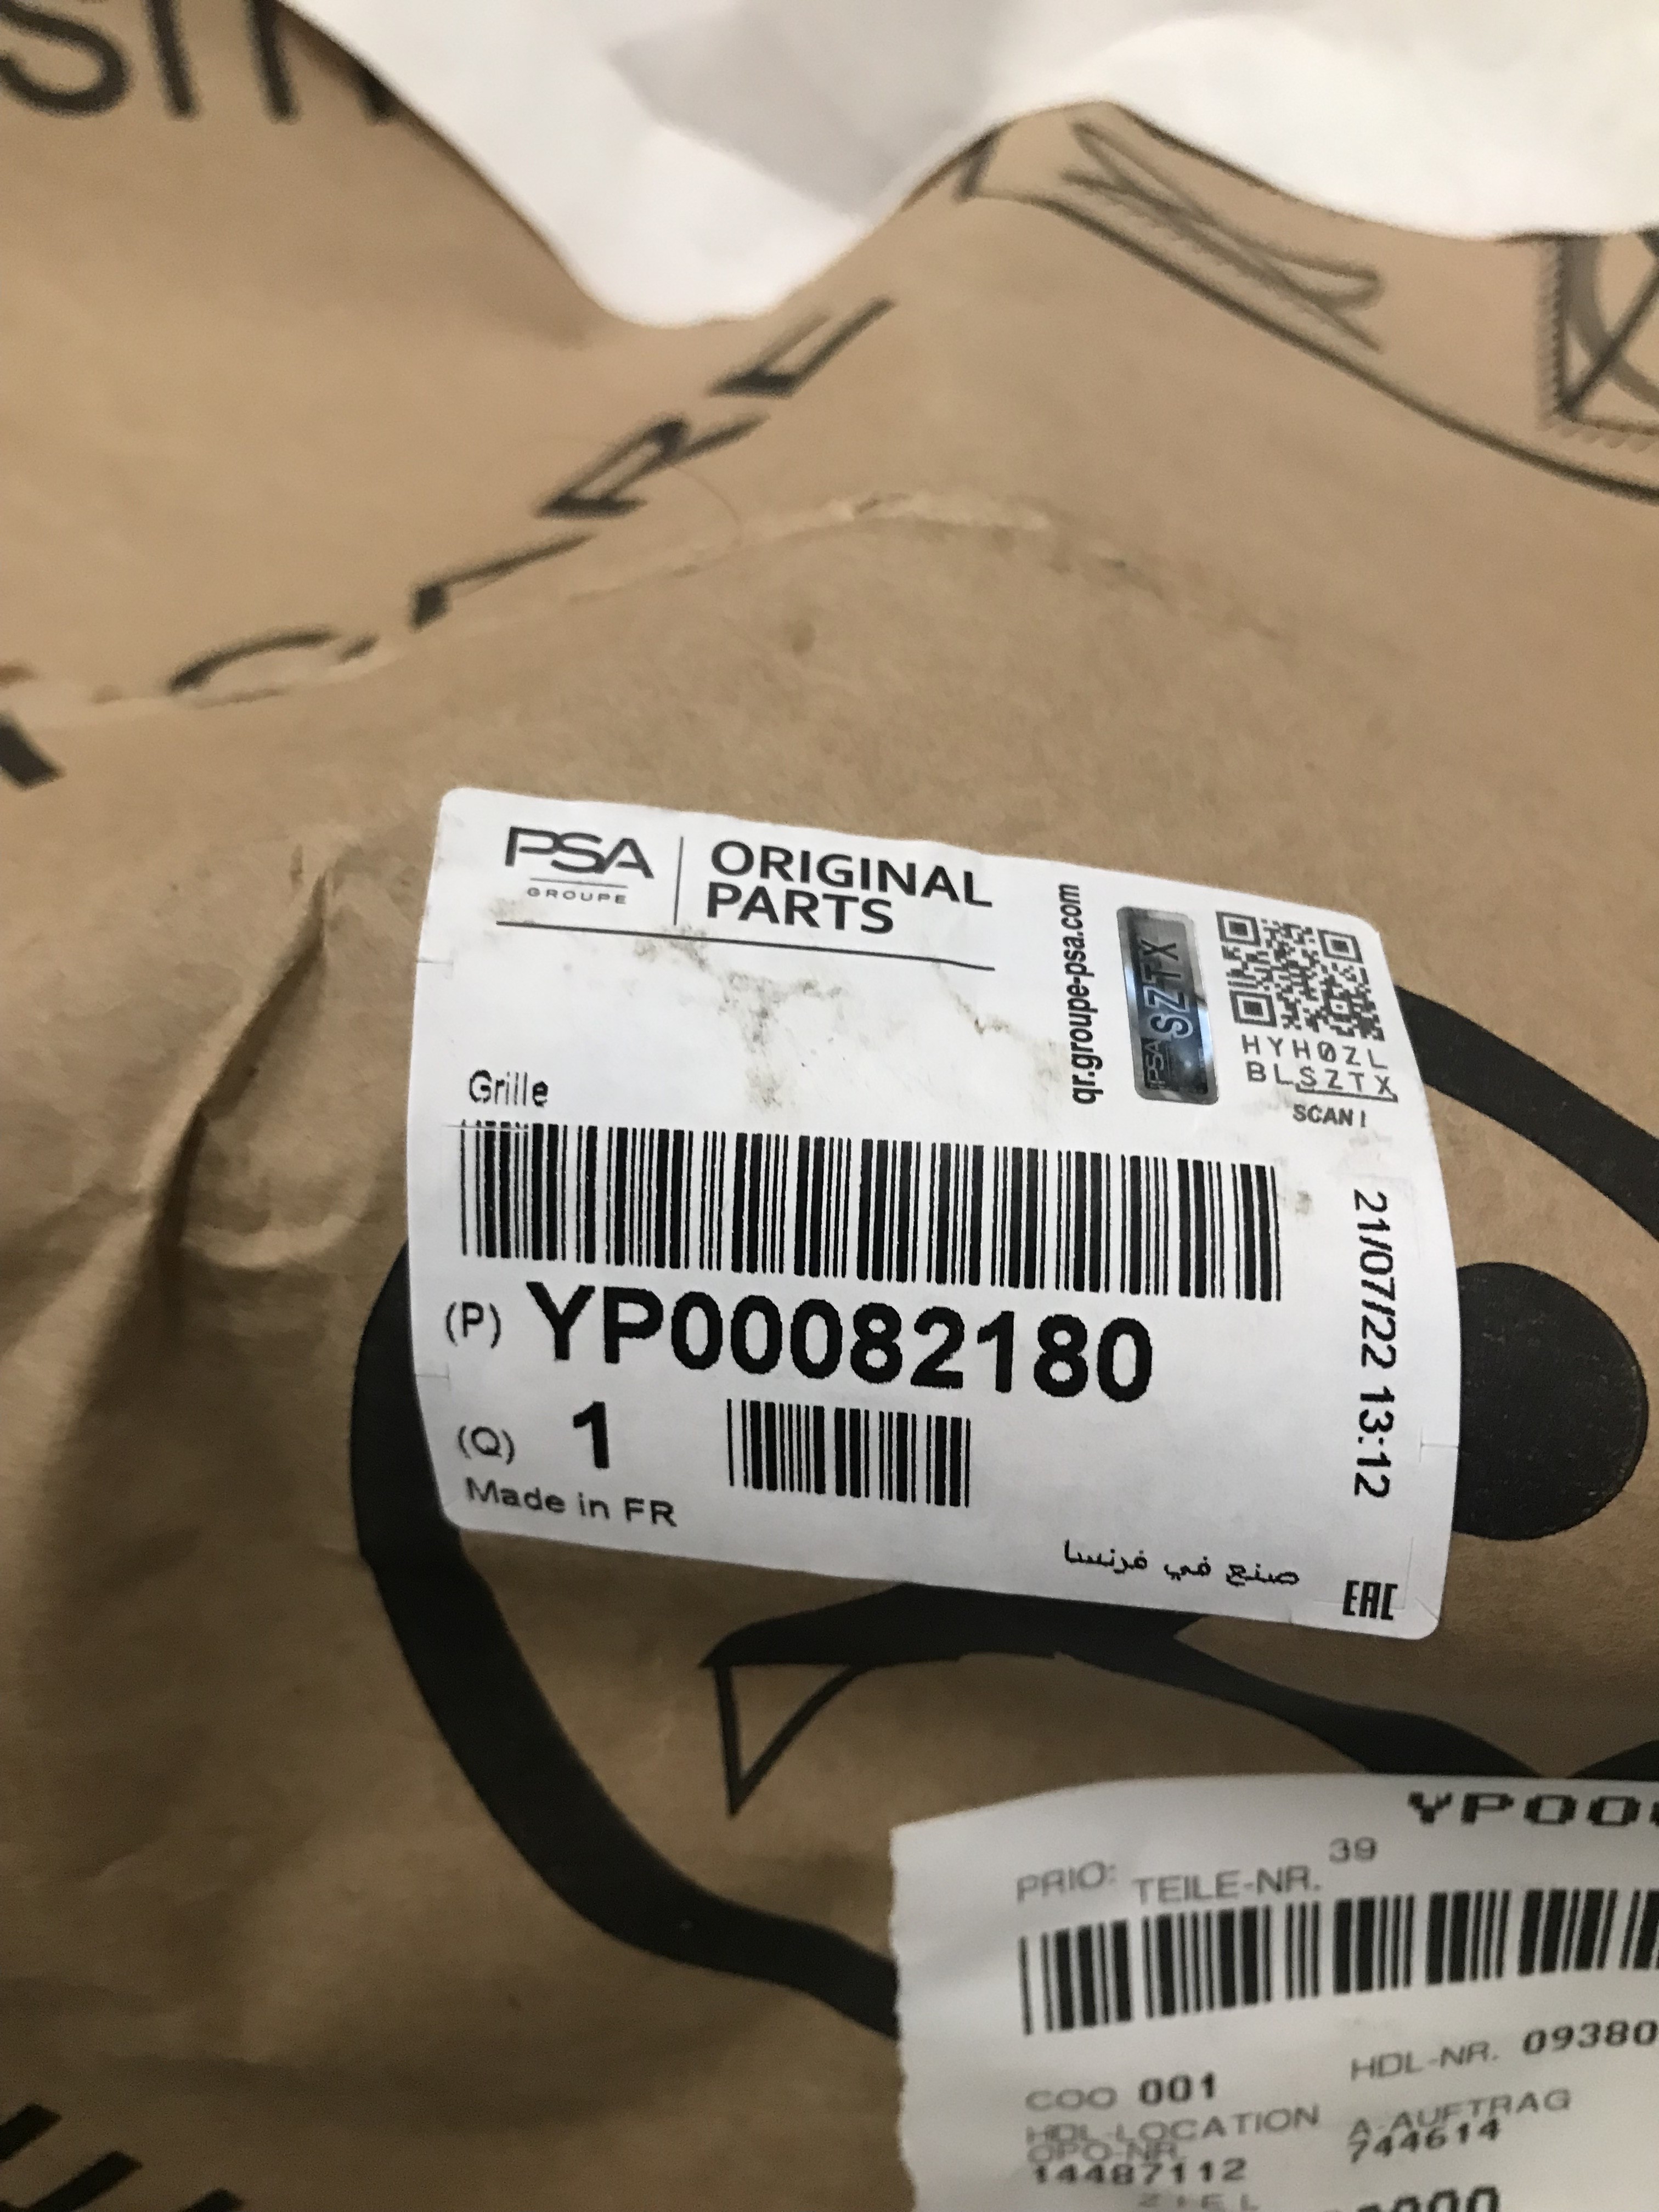 PSA
GROUPE
ORIGINAL
PARTS
qr.groupe-psa.com
PSA SZTX
HYH0ZL
BLSZTX
SCAN!
Grille
21/07/22 13:12
(P) YP00082180
(Q) 1
Made in FR
صنع في فرنسا
EAC
YP00
39
PRIO: TEILE-NR.
HDL-NR. 09380
COO 001
HDL-LOCATION
A-AUFTRAG
OPO-NR.
744614
14487112
ZIEL